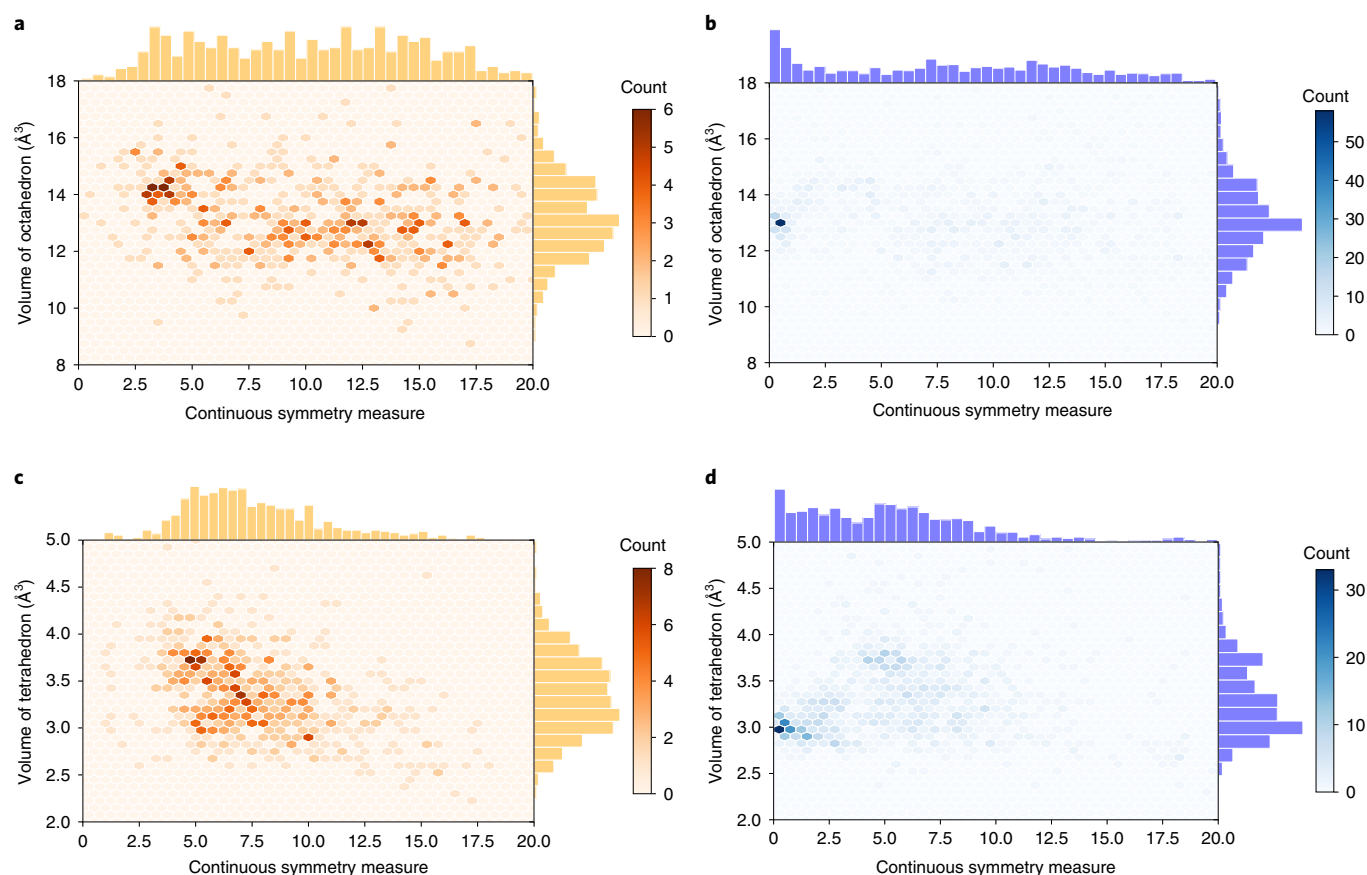 a
Count
Volume of octahedron (Å³)
18
16
14
12
10
8
0 2.5 5.0 7.5 10.0 12.5 15.0 17.5 20.0
Continuous symmetry measure
6
5
4
3
2
1
0
b
Count
Volume of octahedron (Å³)
18
16
14
12
10
8
0 2.5 5.0 7.5 10.0 12.5 15.0 17.5 20.0
Continuous symmetry measure
50
40
30
20
10
0
c
Count
Volume of tetrahedron (Å³)
5.0
4.5
4.0
3.5
3.0
2.5
2.0
0 2.5 5.0 7.5 10.0 12.5 15.0 17.5 20.0
Continuous symmetry measure
8
6
4
2
0
d
Count
Volume of tetrahedron (Å³)
5.0
4.5
4.0
3.5
3.0
2.5
2.0
0 2.5 5.0 7.5 10.0 12.5 15.0 17.5 20.0
Continuous symmetry measure
30
20
10
0